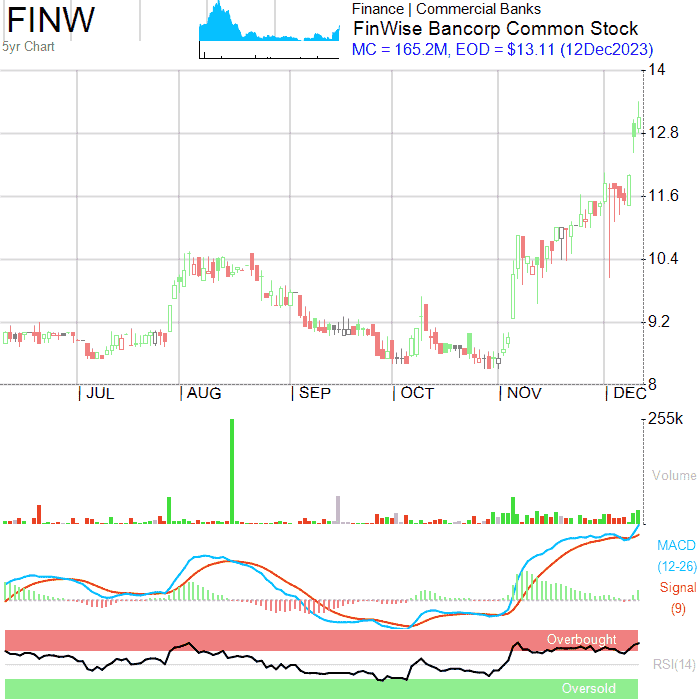 FINW
5yr Chart
Finance | Commercial Banks
FinWise Bancorp Common Stock
MC = 165.2M, EOD = $13.11 (12Dec2023)
14
12.8
11.6
10.4
9.2
8
JUL AUG SEP OCT NOV DEC
255k
Volume
MACD
(12-26)
Signal
(9)
Overbought
RSI(14)
Oversold